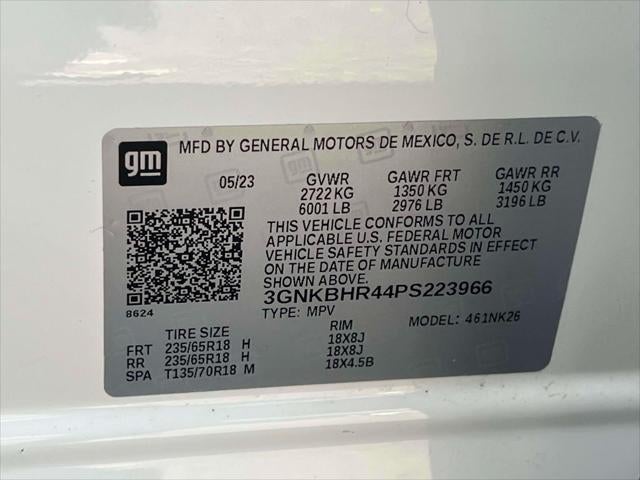 gm
MFD BY GENERAL MOTORS DE MEXICO, S. DE R.L. DE C.V.
05/23 GVWR GAWR FRT GAWR RR
2722 KG 1350 KG 1450 KG
6001 LB 2976 LB 3196 LB
THIS VEHICLE CONFORMS TO ALL
APPLICABLE U.S. FEDERAL MOTOR
VEHICLE SAFETY STANDARDS IN EFFECT
ON THE DATE OF MANUFACTURE
SHOWN ABOVE.
3GNKBHR44PS223966
8624 TYPE: MPV MODEL: 461NK26
TIRE SIZE RIM
FRT 235/65R18 H 18X8J
RR 235/65R18 H 18X8J
SPA T135/70R18 M 18X4.5B